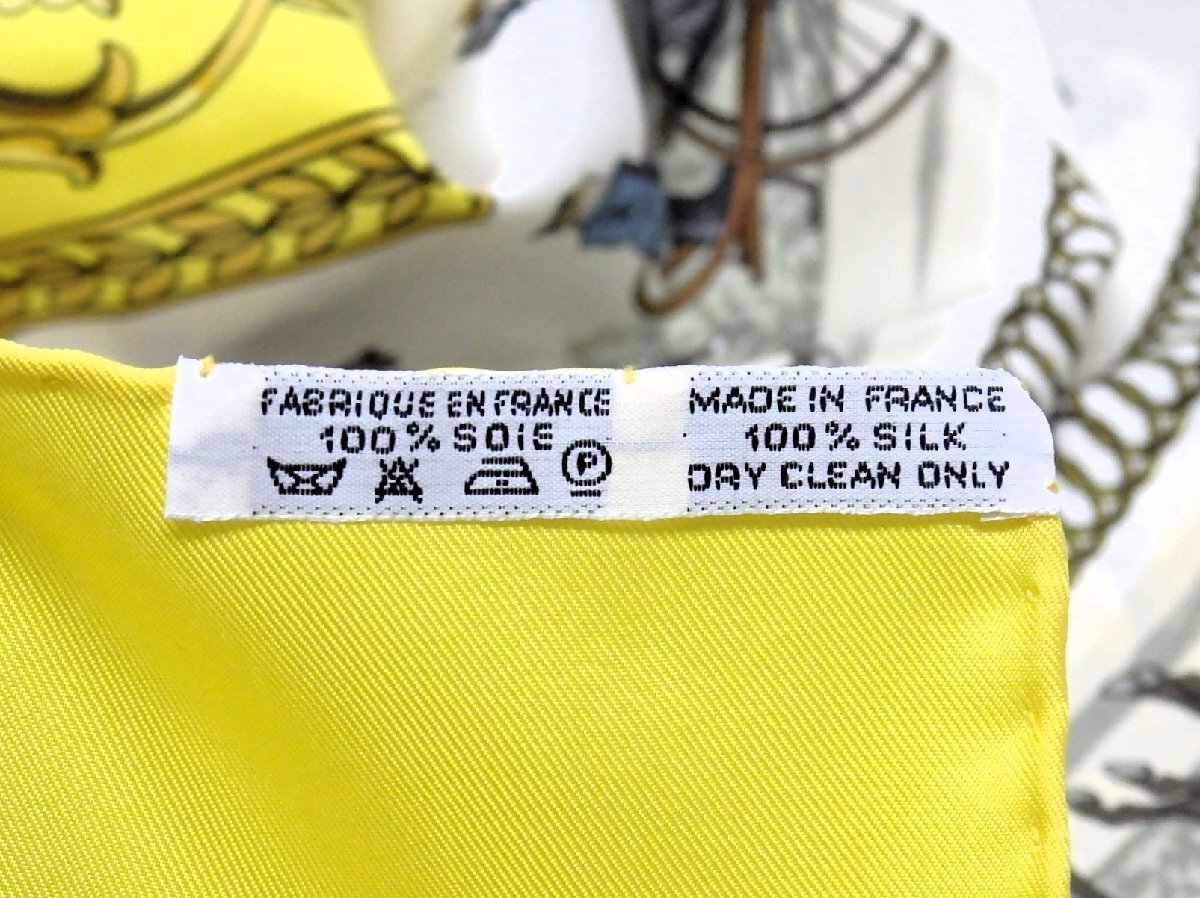 FABRIQUE EN FRANCE
100% SOIE
P
MADE IN FRANCE
100% SILK
DRY CLEAN ONLY